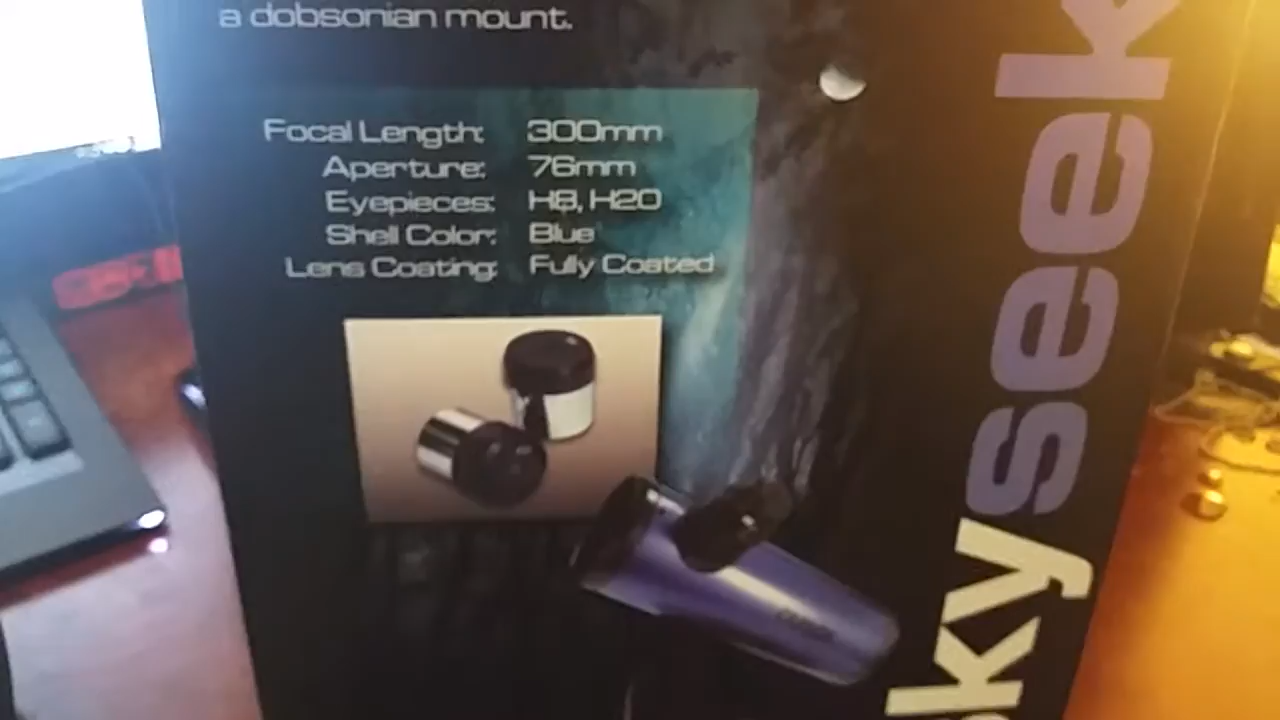 a dobsonian mount.
Focal Length: 300mm
Aperture: 76mm
Eyepieces: H8, H20
Shell Color: Blue
Lens Coating: Fully Coated
skyseek